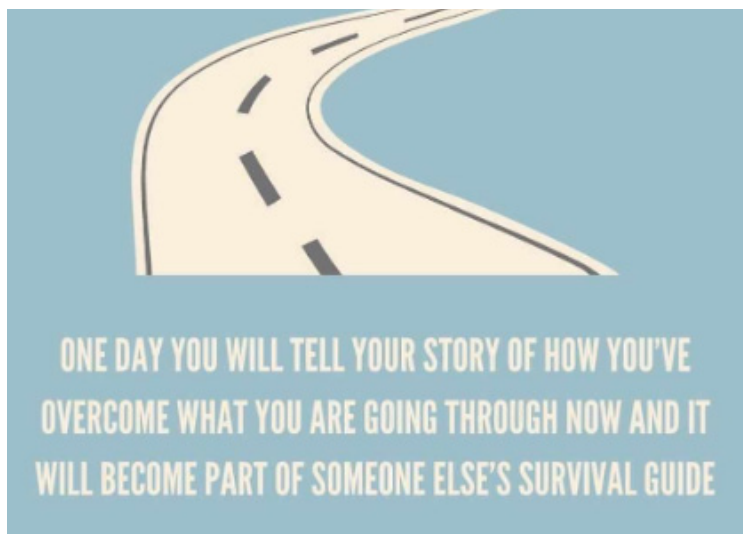 ONE DAY YOU WILL TELL YOUR STORY OF HOW YOU'VE
OVERCOME WHAT YOU ARE GOING THROUGH NOW AND IT
WILL BECOME PART OF SOMEONE ELSE'S SURVIVAL GUIDE